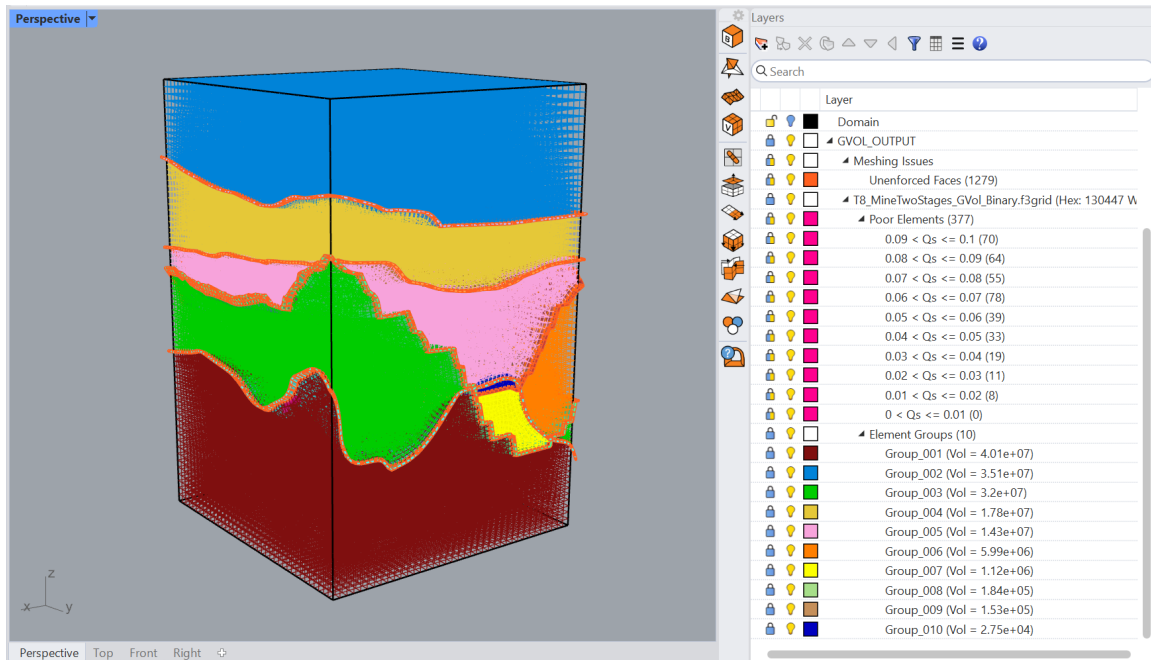 Perspective
z
x
y
Perspective Top Front Right
Layers
Search
Layer
Domain
GVOL_OUTPUT
Meshing Issues
Unenforced Faces (1279)
T8_MineTwoStages_GVol_Binary.f3grid (Hex: 130447 W
Poor Elements (377)
0.09 < Qs <= 0.1 (70)
0.08 < Qs <= 0.09 (64)
0.07 < Qs <= 0.08 (55)
0.06 < Qs <= 0.07 (78)
0.05 < Qs <= 0.06 (39)
0.04 < Qs <= 0.05 (33)
0.03 < Qs <= 0.04 (19)
0.02 < Qs <= 0.03 (11)
0.01 < Qs <= 0.02 (8)
0 < Qs <= 0.01 (0)
Element Groups (10)
Group_001 (Vol = 4.01e+07)
Group_002 (Vol = 3.51e+07)
Group_003 (Vol = 3.2e+07)
Group_004 (Vol = 1.78e+07)
Group_005 (Vol = 1.43e+07)
Group_006 (Vol = 5.99e+06)
Group_007 (Vol = 1.12e+06)
Group_008 (Vol = 1.84e+05)
Group_009 (Vol = 1.53e+05)
Group_010 (Vol = 2.75e+04)